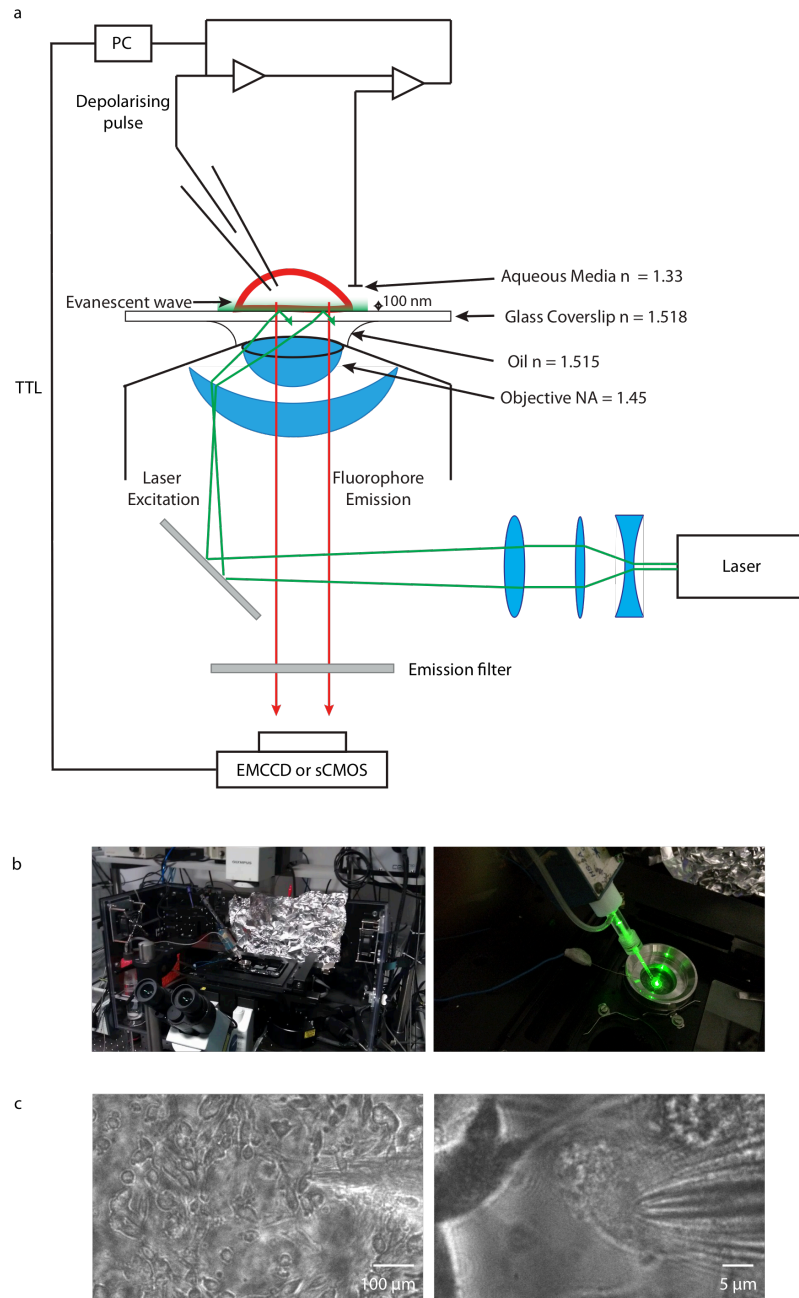 a
PC
Depolarising
pulse
Aqueous Media n = 1.33
Evanescent wave
100 nm
Glass Coverslip n = 1.518
Oil n = 1.515
TTL
Objective NA = 1.45
Laser
Excitation
Fluorophore
Emission
Laser
Emission filter
EMCCD or sCMOS
b
OLYMPUS
c
100 µm
5 µm